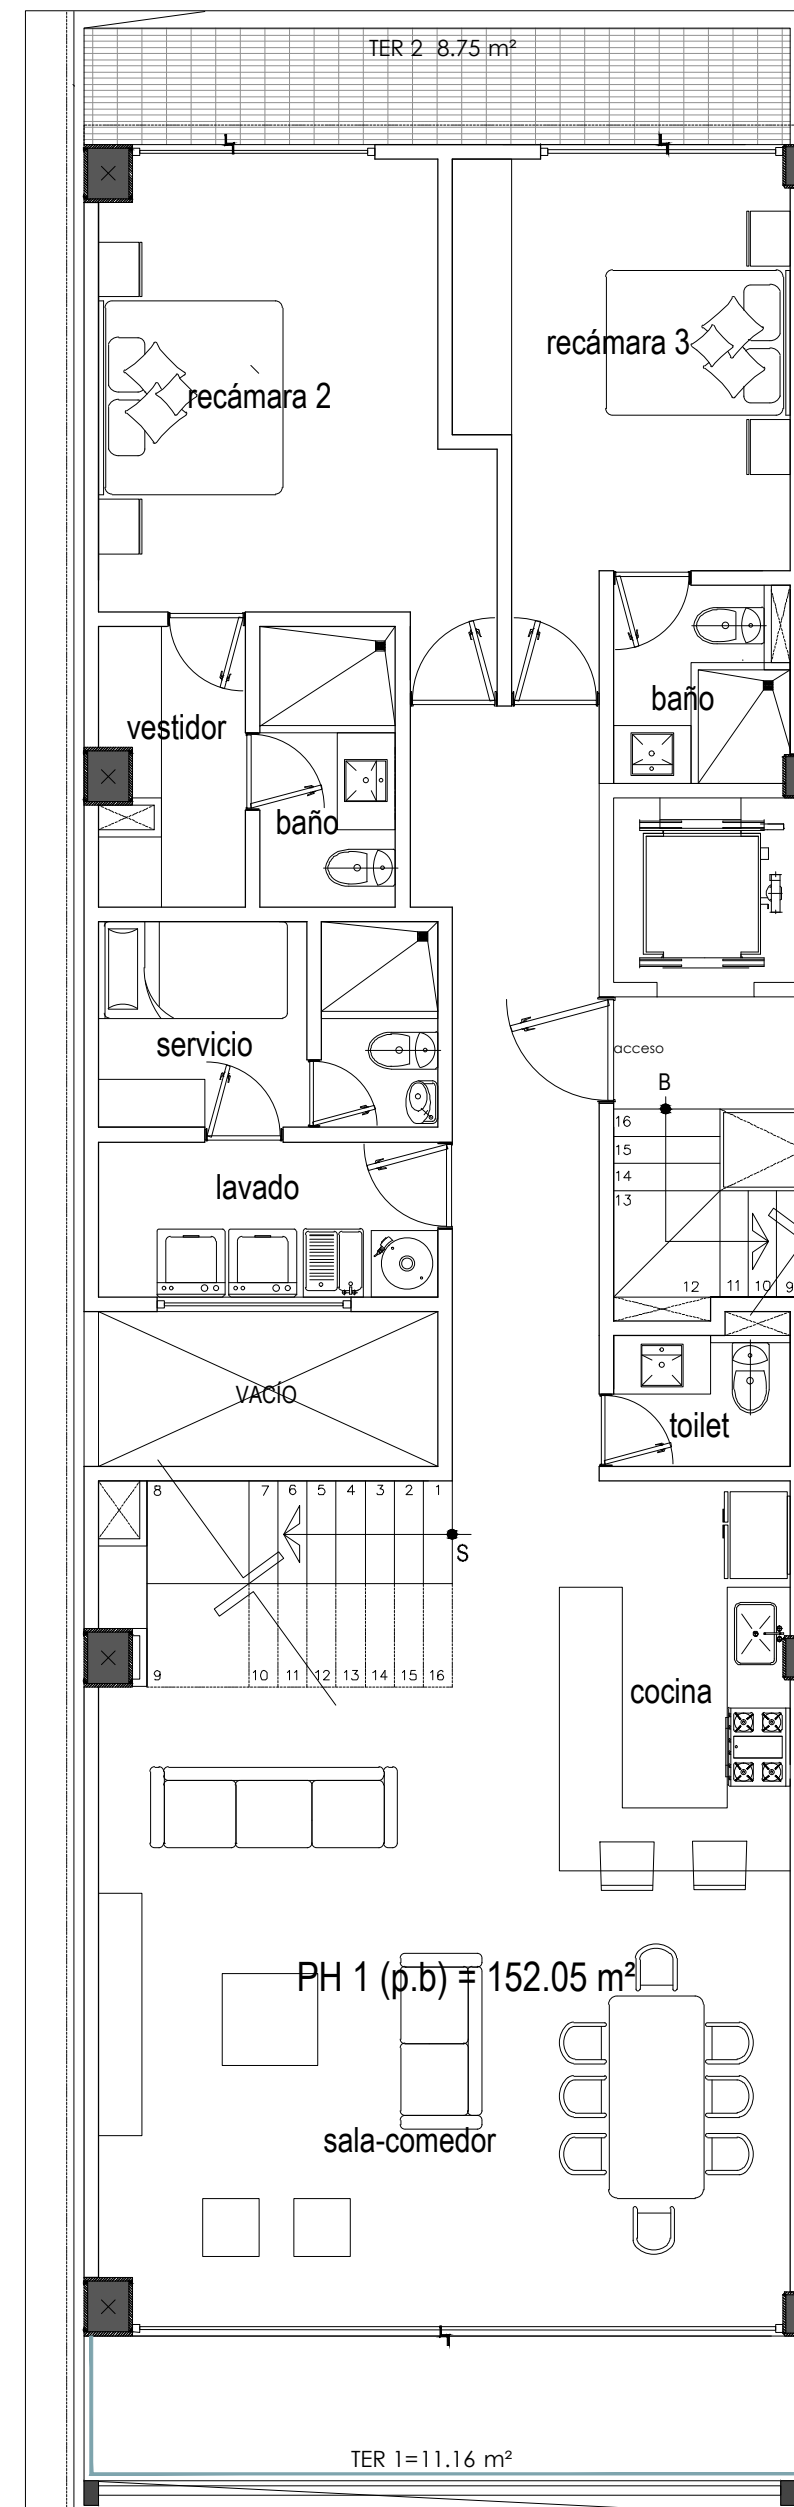 TER 2  8.75 m²
recámara 3
recámara 2
baño
vestidor
baño
servicio
acceso
B
16
15
14
13
12 11 10 9
lavado
VACÍO
toilet
8 7 6 5 4 3 2 1
S
9 10 11 12 13 14 15 16
cocina
PH 1 (p.b) = 152.05 m²
sala-comedor
TER 1=11.16 m²